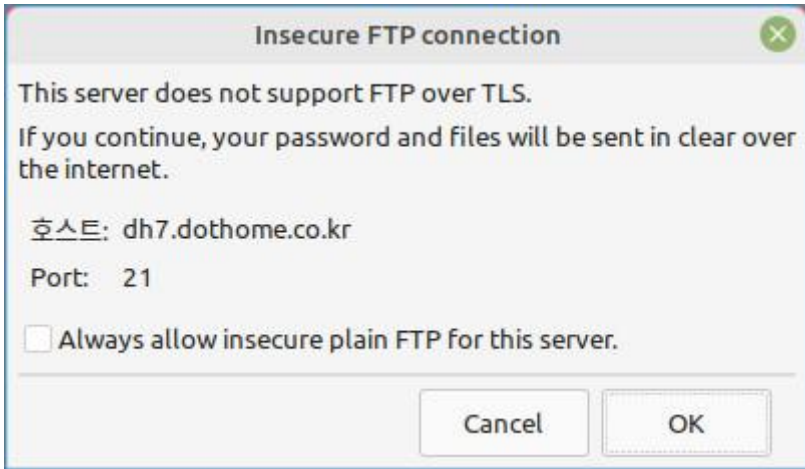 Insecure FTP connection
This server does not support FTP over TLS.
If you continue, your password and files will be sent in clear over
the internet.
호스트: dh7.dothome.co.kr
Port: 21
Always allow insecure plain FTP for this server.
Cancel OK